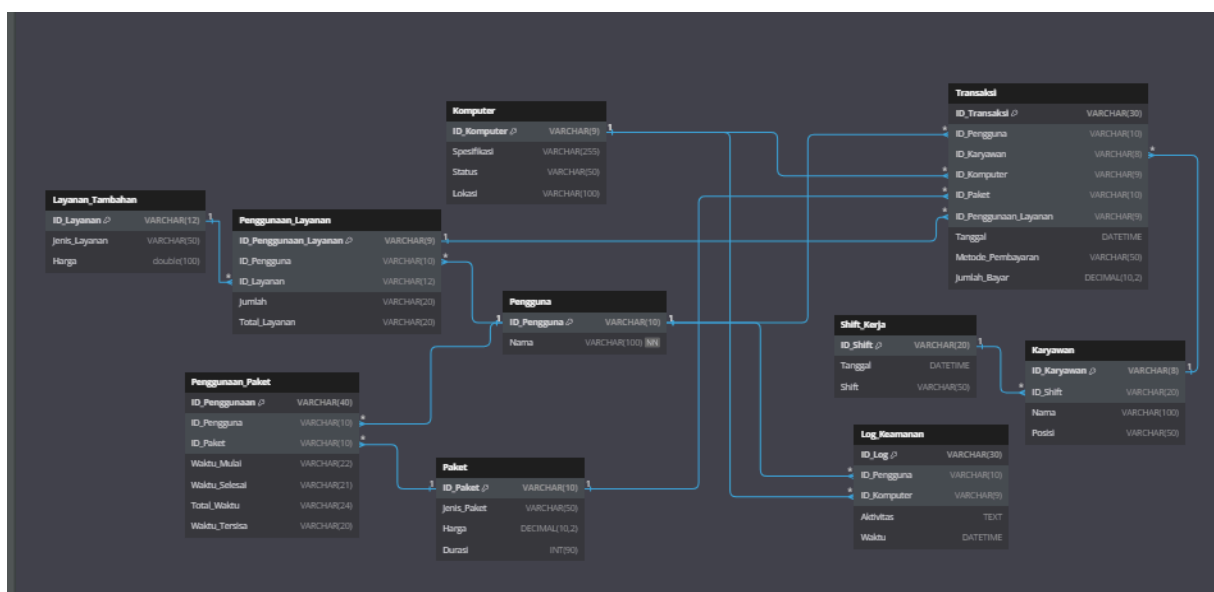 Transaksi
ID_Transaksi VARCHAR(30)
ID_Pengguna VARCHAR(10)
ID_Karyawan VARCHAR(8)
ID_Komputer VARCHAR(9)
ID_Paket VARCHAR(10)
ID_Penggunaan_Layanan VARCHAR(9)
Tanggal DATETIME
Metode_Pembayaran VARCHAR(50)
Jumlah_Bayar DECIMAL(10,2)
Komputer
ID_Komputer VARCHAR(9)
Spesifikasi VARCHAR(255)
Status VARCHAR(50)
Lokasi VARCHAR(100)
Layanan_Tambahan
ID_Layanan VARCHAR(12)
Jenis_Layanan VARCHAR(50)
Harga double(100)
Penggunaan_Layanan
ID_Penggunaan_Layanan VARCHAR(9)
ID_Pengguna VARCHAR(10)
ID_Layanan VARCHAR(12)
Jumlah VARCHAR(20)
Total_Layanan VARCHAR(20)
Pengguna
ID_Pengguna VARCHAR(10)
Nama VARCHAR(100) NN
Shift_Kerja
ID_Shift VARCHAR(20)
Tanggal DATETIME
Shift VARCHAR(50)
Karyawan
ID_Karyawan VARCHAR(8)
ID_Shift VARCHAR(20)
Nama VARCHAR(100)
Posisi VARCHAR(50)
Penggunaan_Paket
ID_Penggunaan VARCHAR(40)
ID_Pengguna VARCHAR(10)
ID_Paket VARCHAR(10)
Waktu_Mulai VARCHAR(22)
Waktu_Selesai VARCHAR(21)
Total_Waktu VARCHAR(24)
Waktu_Tersisa VARCHAR(20)
Paket
ID_Paket VARCHAR(10)
Jenis_Paket VARCHAR(50)
Harga DECIMAL(10,2)
Durasi INT(90)
Log_Keamanan
ID_Log VARCHAR(30)
ID_Pengguna VARCHAR(10)
ID_Komputer VARCHAR(9)
Aktivitas TEXT
Waktu DATETIME